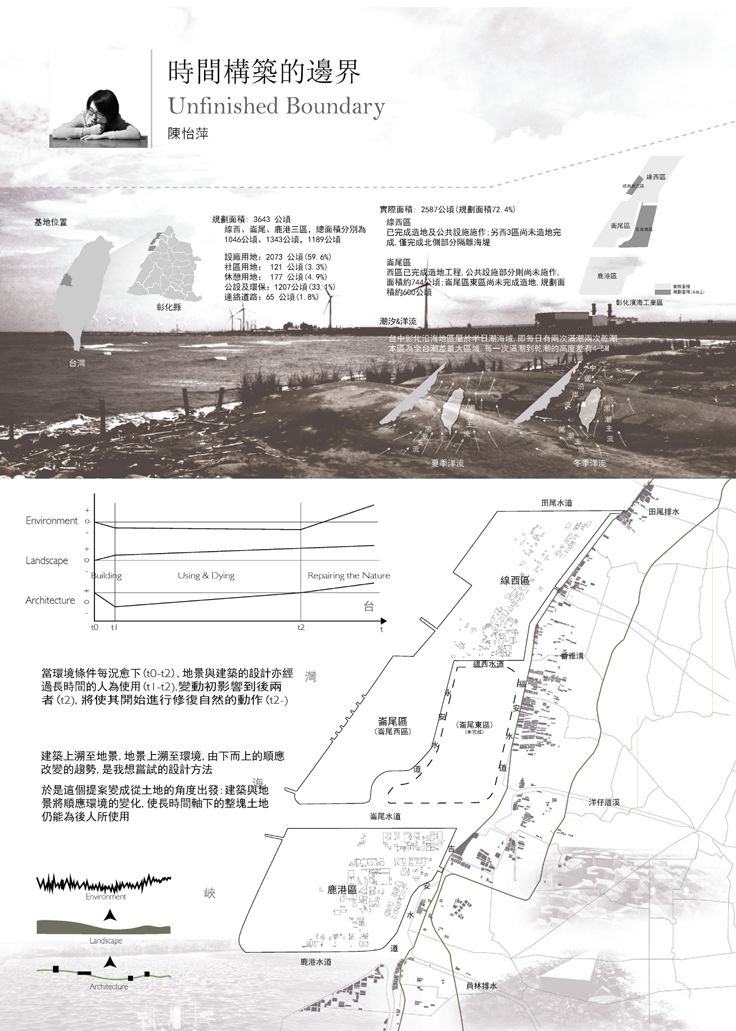 時間構築的邊界
Unfinished Boundary
陳怡萍
基地位置
台灣
彰化縣
規劃面積: 3643 公頃
線西、崙尾、鹿港三區, 總面積分別為
1046公頃、1343公頃, 1189公頃
設廠用地: 2073 公頃(59.6%)
社區用地: 121 公頃(3.3%)
休憩用地: 177 公頃(4.9%)
公設及環保: 1207公頃(33.1%)
連絡道路: 65 公頃(1.8%)
實際面積: 2587公頃(規劃面積72.4%)
線西區
已完成造地及公共設施施作; 另西3區尚未造地完
成, 僅完成北側部分隔離海堤
崙尾區
西區已完成造地工程, 公共設施部分則尚未施作,
面積約744公頃; 崙尾區東區尚未完成造地, 規劃面
積約600公頃
線西區
崙尾區
鹿港區
實際面積
彰化濱海工業區
潮汐&洋流
台中彰化沿海地區屬於半日潮海域, 即每日有兩次滿潮兩次乾潮
本區為全台潮差最大區域, 每一次滿潮到乾潮的高度差有4-5M
夏季洋流
冬季洋流
Environment
Landscape
Architecture
Building
Using & Dying
Repairing the Nature
t0
t1
t2
t
當環境條件每況愈下(t0-t2), 地景與建築的設計亦經
過長時間的人為使用(t1-t2),變動初影響到後兩
者(t2), 將使其開始進行修復自然的動作(t2-)
建築上溯至地景, 地景上溯至環境, 由下而上的順應
改變的趨勢, 是我想嘗試的設計方法
於是這個提案變成從土地的角度出發: 建築與地
景將順應環境的變化, 使長時間軸下的整塊土地
仍能為後人所使用
台
灣
海
峽
田尾水道
田尾排水
線西區
番雅溝
線西水道
崙尾區
(崙尾西區)
(崙尾東區)
(未完成)
永
安
水
道
福
安
水
道
洋仔厝溪
崙尾水道
鹿港區
吉
安
水
道
鹿港水道
員林排水
Environment
Landscape
Architecture